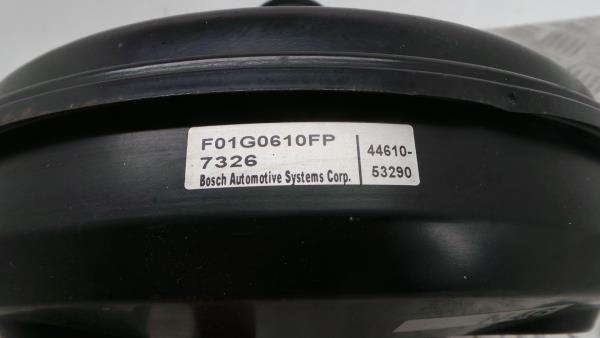 F01G0610FP
7326
Bosch Automotive Systems Corp.
44610-
53290